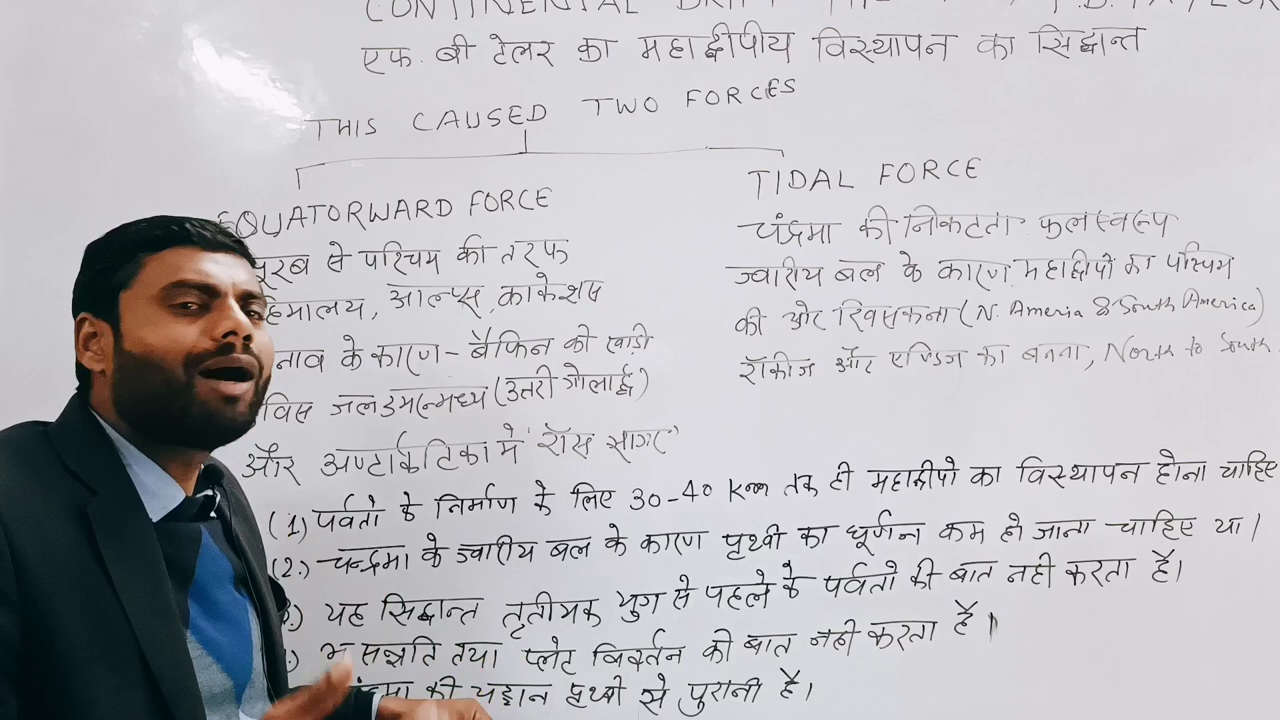 CONTINENTAL DRIFT
एफ. बी टेलर का महाद्वीपीय विस्थापन का सिद्धान्त
THIS CAUSED TWO FORCES
EQUATORWARD FORCE
पूरब से पश्चिम की तरफ
हिमालय, आल्प्स, काकेशस
नाव के कारण - बैफिन की खाड़ी
विस जलडमरुमध्य (उत्तरी गोलार्द्ध)
और अण्टार्कटिका में 'रॉस सागर'
TIDAL FORCE
चंद्रमा की निकटता फलस्वरूप
ज्वारीय बल के कारण महाद्वीपों का पश्चिम
की ओर खिसकना (N. America & South America)
रॉकीज और एण्डिज का बनना, North to South
(1) पर्वतो के निर्माण के लिए 30-40 Km तक ही महाद्वीपो का विस्थापन होना चाहिए
(2.) चन्द्रमा के ज्वारीय बल के कारण पृथ्वी का घूर्णन कम हो जाना चाहिए था।
यह सिद्धान्त तृतीयक युग से पहले के पर्वतो की बात नही करता है।
भू सन्नति तथा प्लेट विवर्तन की बात नही करता है।
की चट्टान पृथ्वी से पुरानी है।